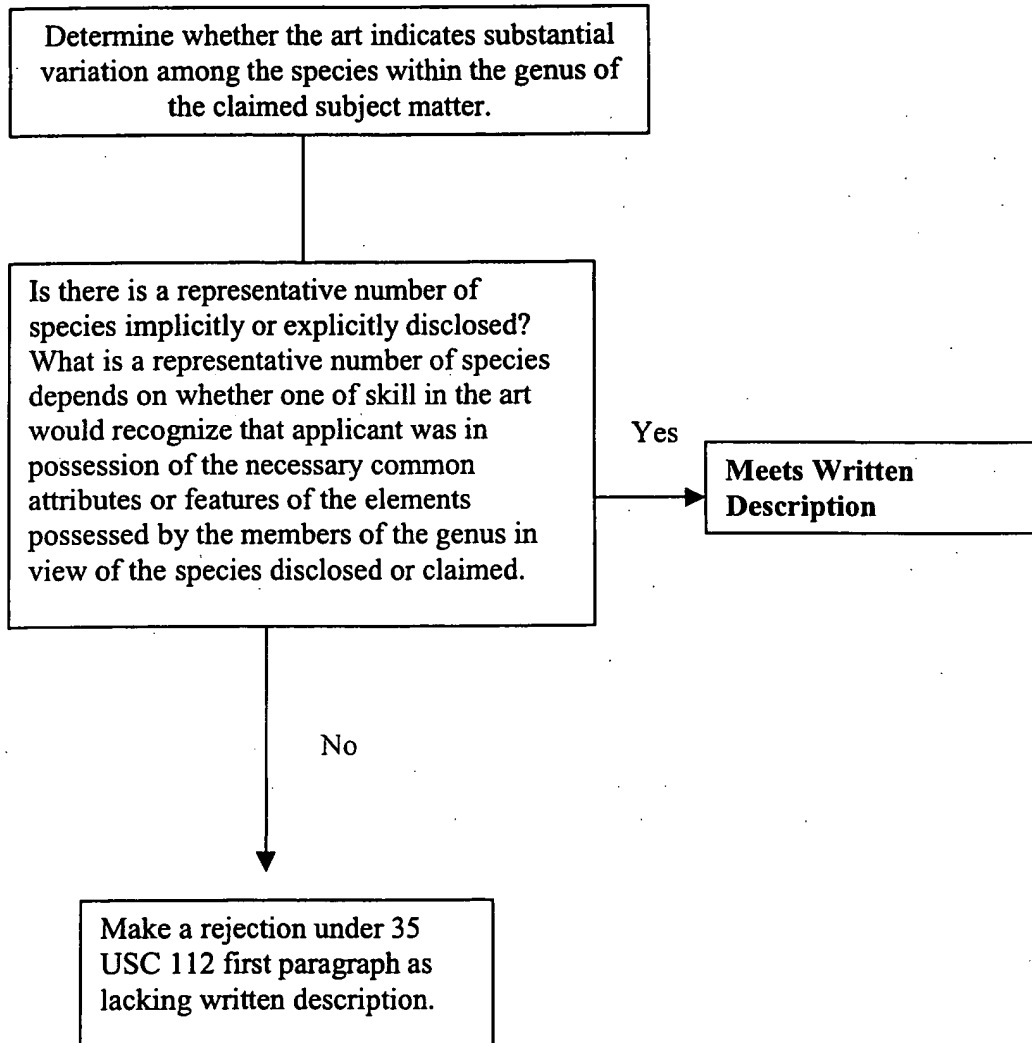 Determine whether the art indicates substantial
variation among the species within the genus of
the claimed subject matter.
Is there is a representative number of
species implicitly or explicitly disclosed?
What is a representative number of species
depends on whether one of skill in the art
would recognize that applicant was in
possession of the necessary common
attributes or features of the elements
possessed by the members of the genus in
view of the species disclosed or claimed.
Yes
Meets Written
Description
No
Make a rejection under 35
USC 112 first paragraph as
lacking written description.